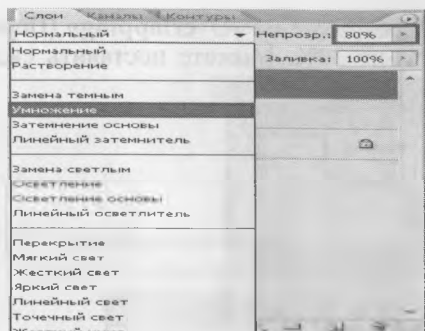 Слои Каналы Контуры
Нормальный Непрозр.: 80%
Нормальный
Растворение
Заливка: 100%
Замена темным
Умножение
Затемнение основы
Линейный затемнитель
Замена светлым
Осветление
Осветление основы
Линейный осветлитель
Перекрытие
Мягкий свет
Жесткий свет
Яркий свет
Линейный свет
Точечный свет